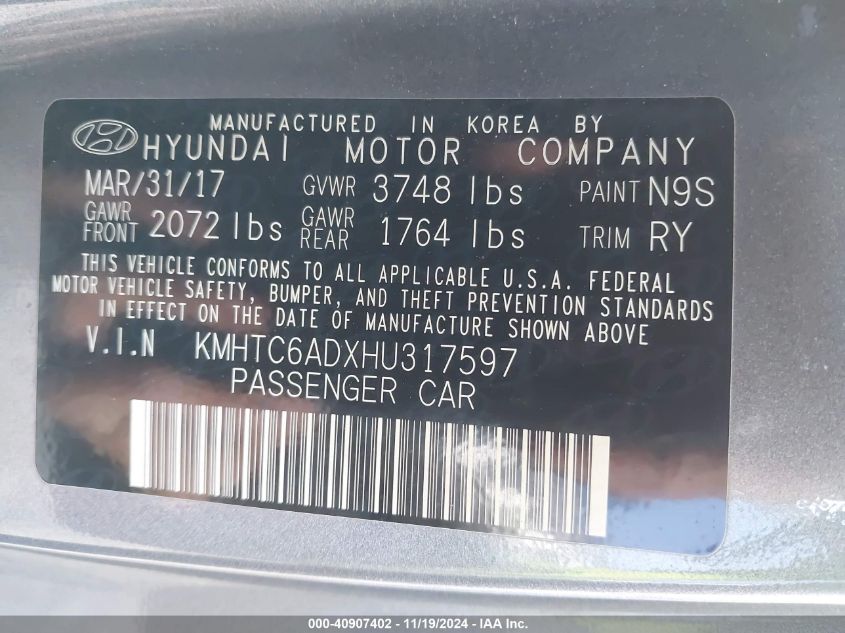 MANUFACTURED IN KOREA BY
HYUNDAI MOTOR COMPANY
MAR/31/17 GVWR 3748 lbs PAINT N9S
GAWR FRONT 2072 lbs GAWR REAR 1764 lbs TRIM RY
THIS VEHICLE CONFORMS TO ALL APPLICABLE U.S.A. FEDERAL
MOTOR VEHICLE SAFETY, BUMPER, AND THEFT PREVENTION STANDARDS
IN EFFECT ON THE DATE OF MANUFACTURE SHOWN ABOVE
V.I.N KMHTC6ADXHU317597
PASSENGER CAR
000-40907402 - 11/19/2024 - IAA Inc.